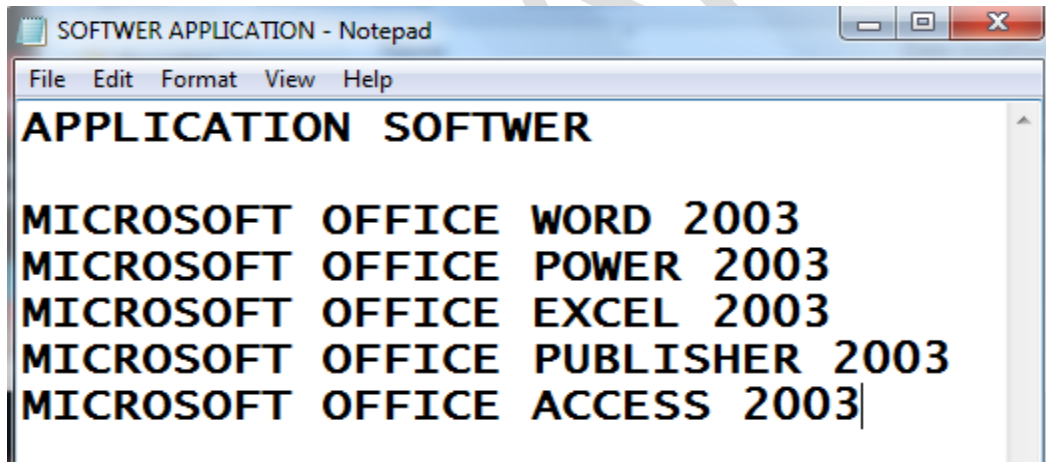 SOFTWER APPLICATION - Notepad
File Edit Format View Help
APPLICATION SOFTWER
MICROSOFT OFFICE WORD 2003
MICROSOFT OFFICE POWER 2003
MICROSOFT OFFICE EXCEL 2003
MICROSOFT OFFICE PUBLISHER 2003
MICROSOFT OFFICE ACCESS 2003